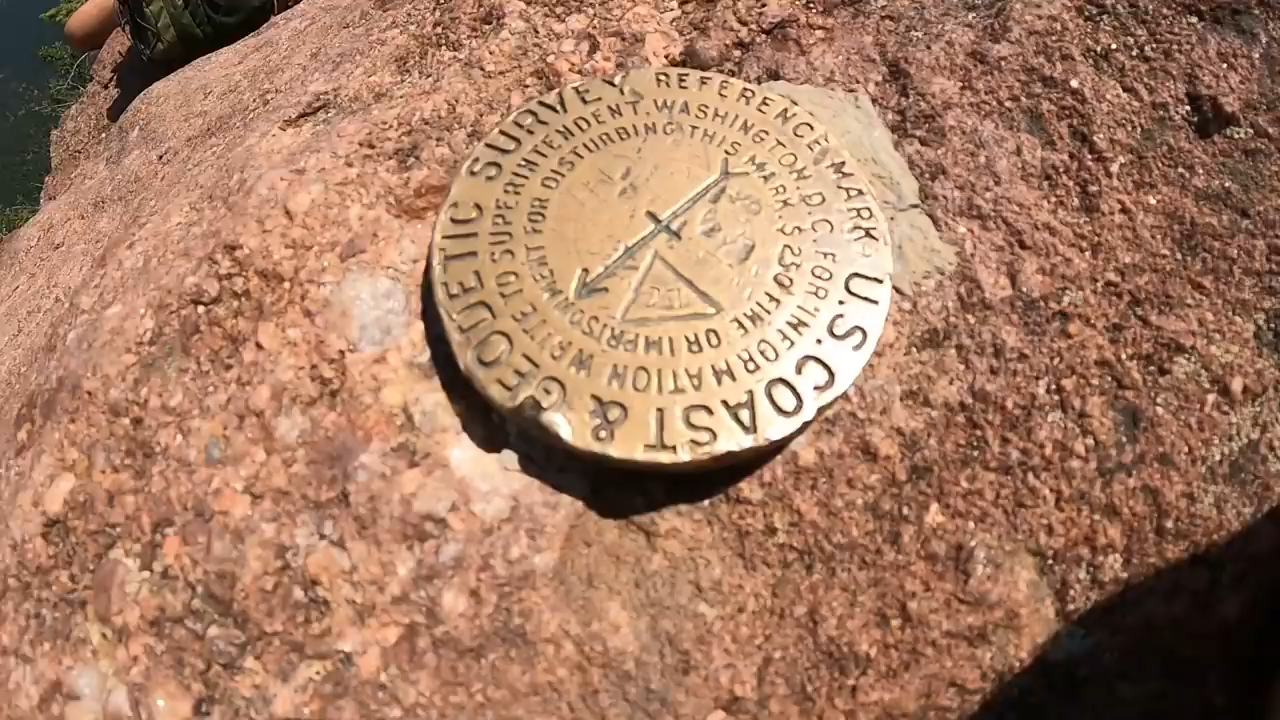 U.S. COAST & GEODETIC SURVEY REFERENCE MARK
FOR INFORMATION WRITE TO SUPERINTENDENT, WASHINGTON, D.C.
$250 FINE OR IMPRISONMENT FOR DISTURBING THIS MARK.